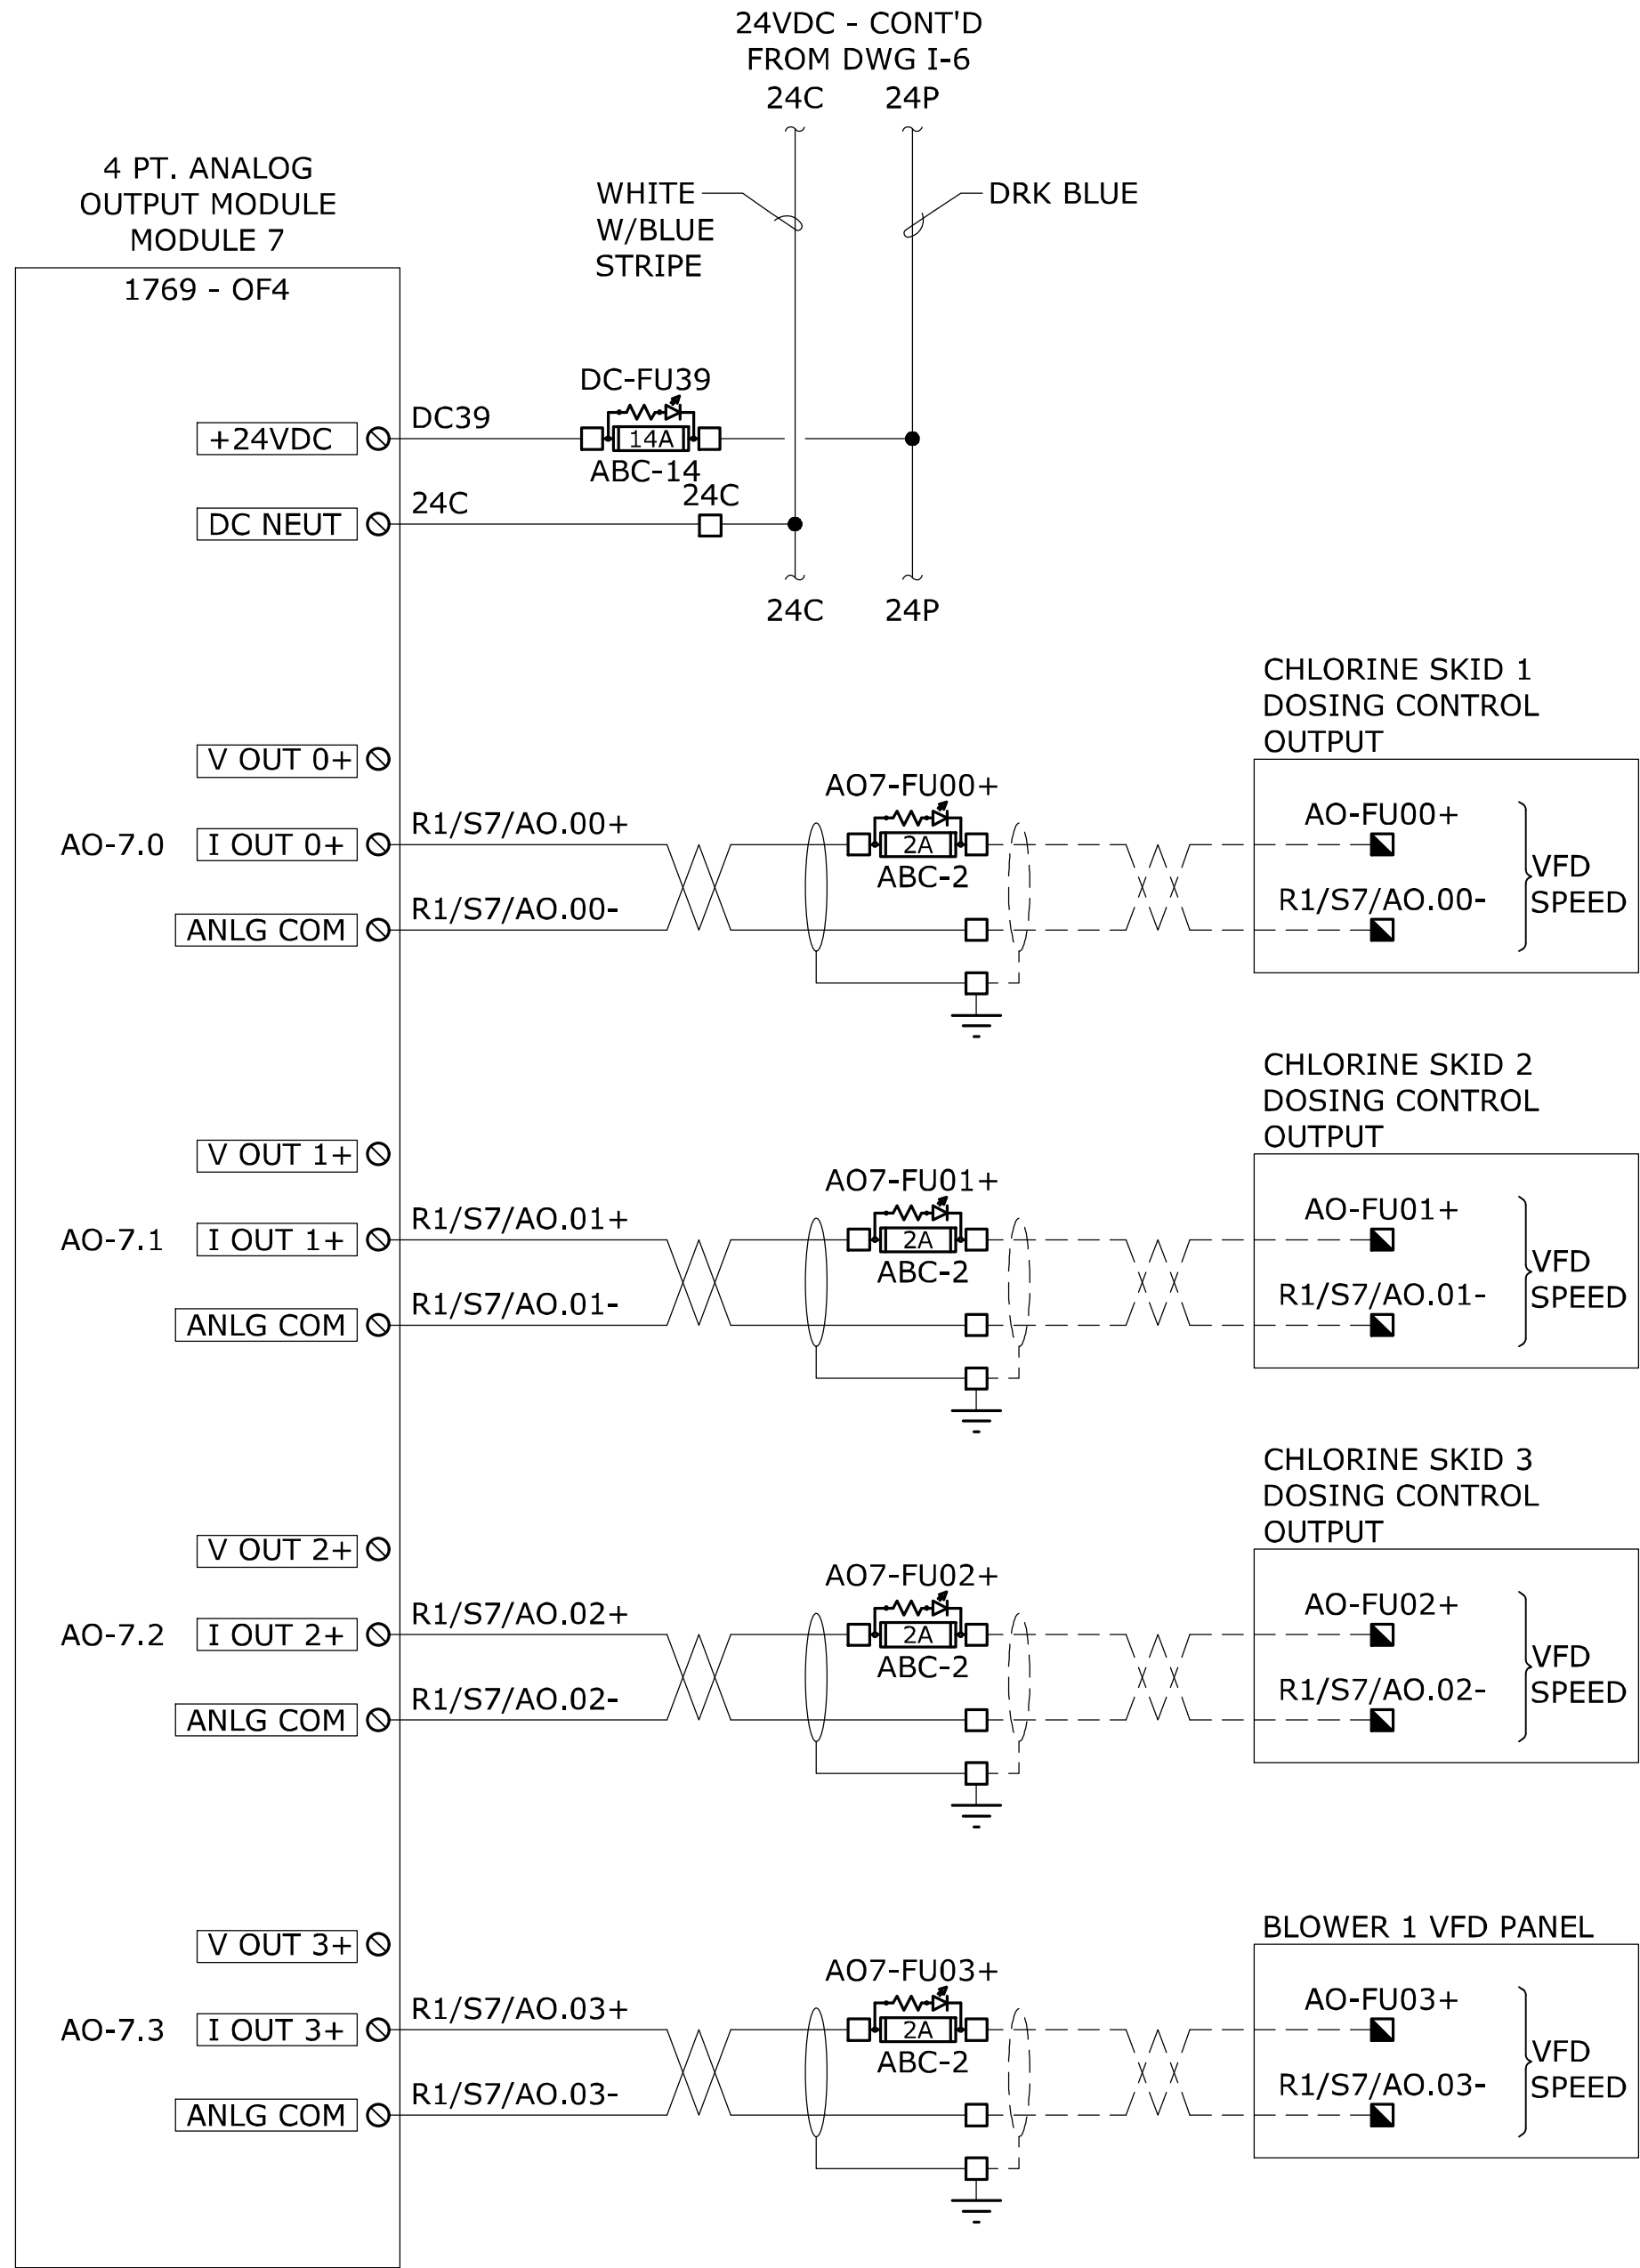 24VDC - CONT'D
FROM DWG I-6
24C 24P
4 PT. ANALOG
OUTPUT MODULE
MODULE 7
1769 - OF4
WHITE
W/BLUE
STRIPE
DRK BLUE
DC-FU39
+24VDC DC39 14A
ABC-14
24C
DC NEUT 24C
24C 24P
CHLORINE SKID 1
DOSING CONTROL
OUTPUT
V OUT 0+
AO7-FU00+
AO-7.0 I OUT 0+ R1/S7/AO.00+ 2A AO-FU00+
ABC-2
ANLG COM R1/S7/AO.00- R1/S7/AO.00-
VFD
SPEED
CHLORINE SKID 2
DOSING CONTROL
OUTPUT
V OUT 1+
AO7-FU01+
AO-7.1 I OUT 1+ R1/S7/AO.01+ 2A AO-FU01+
ABC-2
ANLG COM R1/S7/AO.01- R1/S7/AO.01-
VFD
SPEED
CHLORINE SKID 3
DOSING CONTROL
OUTPUT
V OUT 2+
AO7-FU02+
AO-7.2 I OUT 2+ R1/S7/AO.02+ 2A AO-FU02+
ABC-2
ANLG COM R1/S7/AO.02- R1/S7/AO.02-
VFD
SPEED
BLOWER 1 VFD PANEL
V OUT 3+
AO7-FU03+
AO-7.3 I OUT 3+ R1/S7/AO.03+ 2A AO-FU03+
ABC-2
ANLG COM R1/S7/AO.03- R1/S7/AO.03-
VFD
SPEED